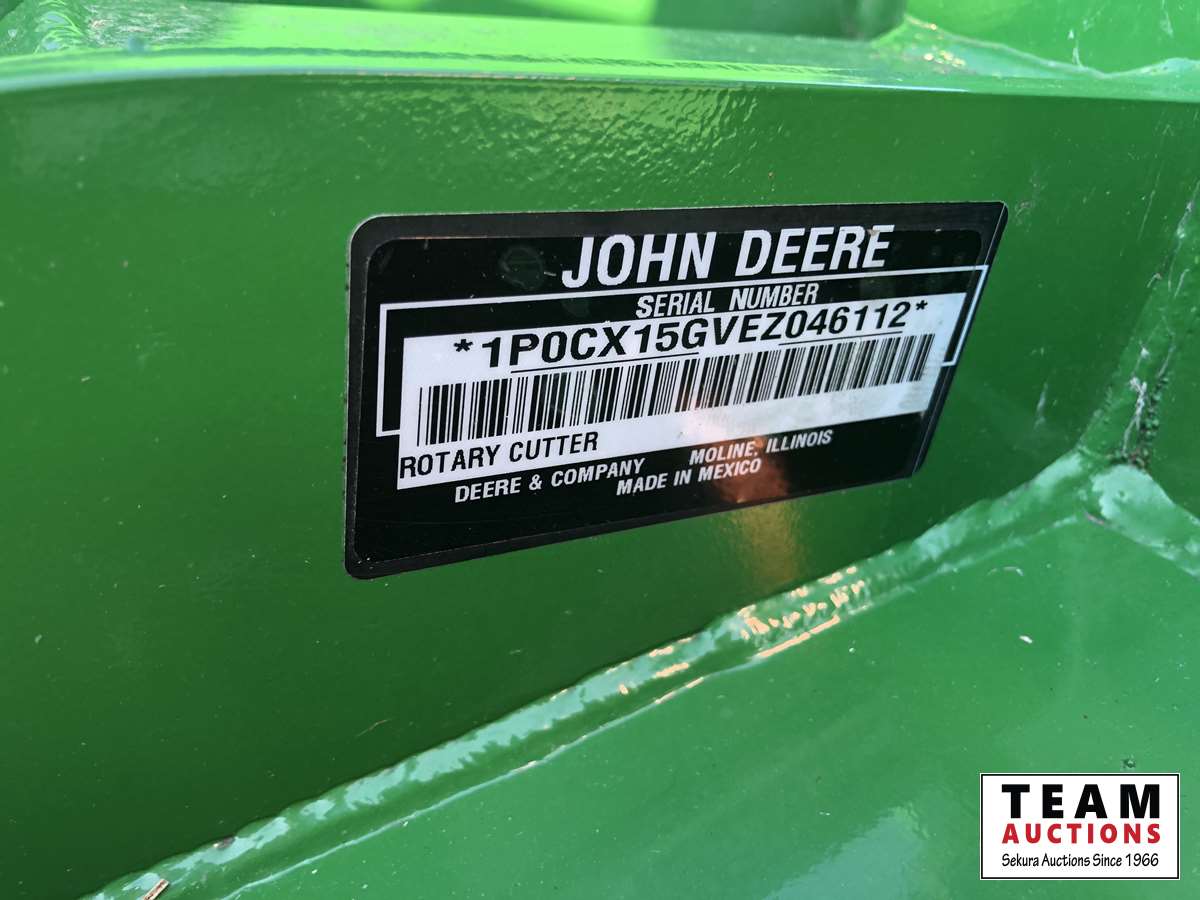 JOHN DEERE
SERIAL NUMBER
*1P0CX15GVEZ046112*
ROTARY CUTTER
DEERE & COMPANY MOLINE, ILLINOIS
MADE IN MEXICO
TEAM
AUCTIONS
Sekura Auctions Since 1966